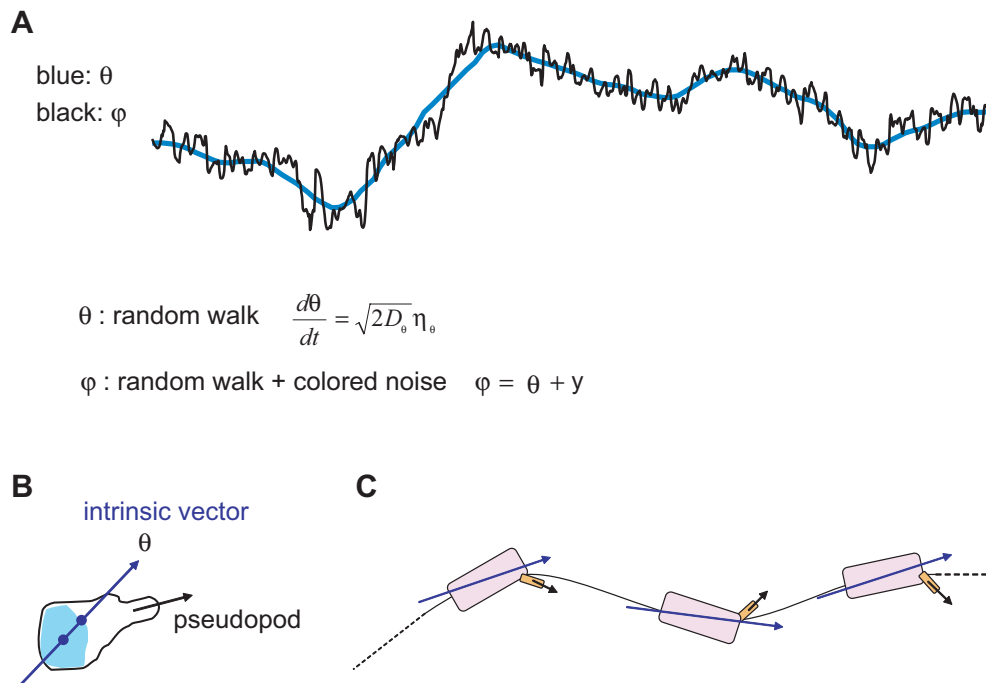 A
blue: θ
black: φ
θ : random walk dθ/dt = √2D_θ η_θ
φ : random walk + colored noise φ = θ + y
B
C
intrinsic vector
θ
pseudopod